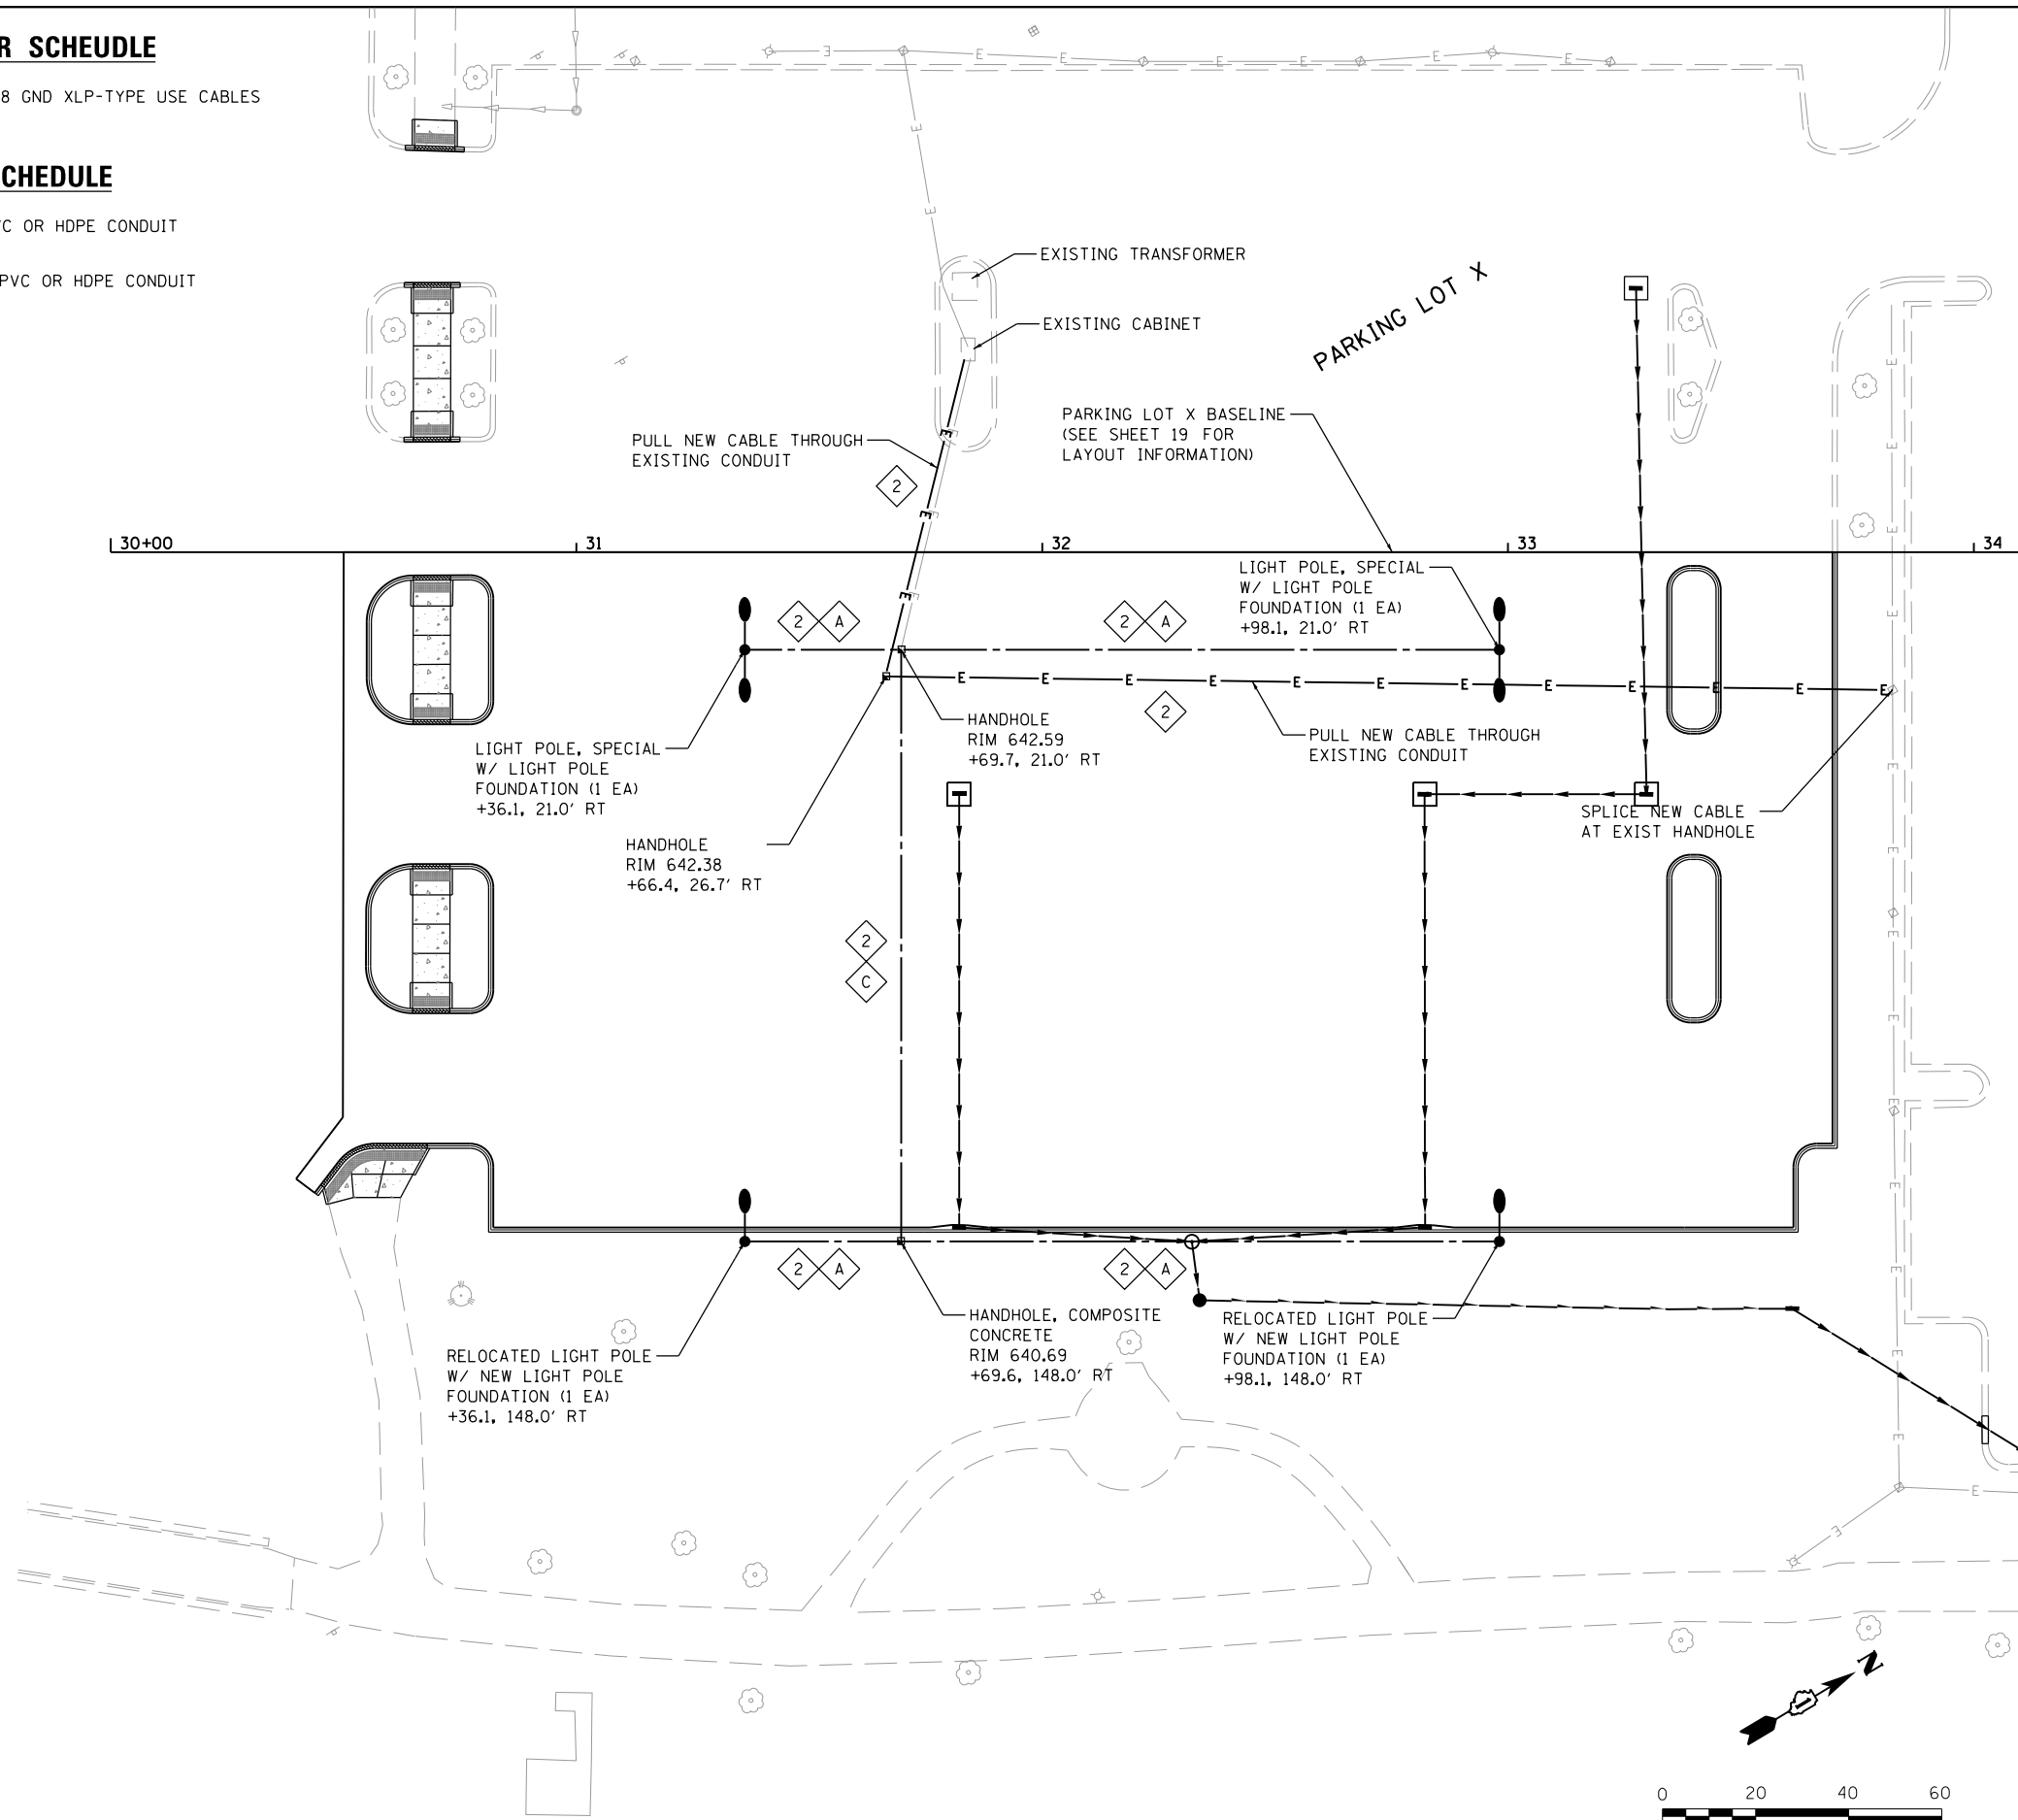 R SCHEUDLE
8 GND XLP-TYPE USE CABLES
CHEDULE
C OR HDPE CONDUIT
PVC OR HDPE CONDUIT
EXISTING TRANSFORMER
EXISTING CABINET
PARKING LOT X
PULL NEW CABLE THROUGH
EXISTING CONDUIT
2
PARKING LOT X BASELINE
(SEE SHEET 19 FOR
LAYOUT INFORMATION)
30+00
31
32
33
34
LIGHT POLE, SPECIAL
W/ LIGHT POLE
FOUNDATION (1 EA)
+98.1, 21.0' RT
2 A
2 A
2
HANDHOLE
RIM 642.59
+69.7, 21.0' RT
PULL NEW CABLE THROUGH
EXISTING CONDUIT
LIGHT POLE, SPECIAL
W/ LIGHT POLE
FOUNDATION (1 EA)
+36.1, 21.0' RT
SPLICE NEW CABLE
AT EXIST HANDHOLE
HANDHOLE
RIM 642.38
+66.4, 26.7' RT
2
C
2 A
2 A
HANDHOLE, COMPOSITE
CONCRETE
RIM 640.69
+69.6, 148.0' RT
RELOCATED LIGHT POLE
W/ NEW LIGHT POLE
FOUNDATION (1 EA)
+98.1, 148.0' RT
RELOCATED LIGHT POLE
W/ NEW LIGHT POLE
FOUNDATION (1 EA)
+36.1, 148.0' RT
N
0 20 40 60